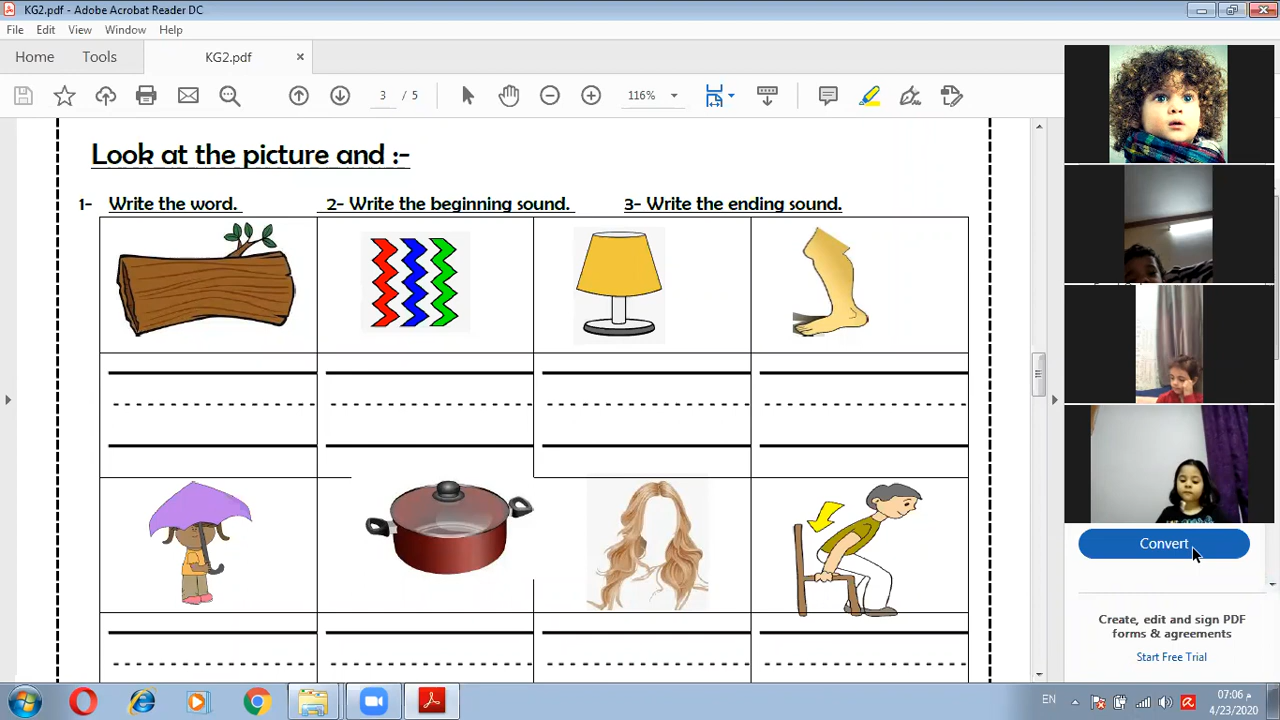 KG2.pdf - Adobe Acrobat Reader DC
File Edit View Window Help
Home Tools KG2.pdf ×
3 / 5 116%
Look at the picture and :-
1- Write the word. 2- Write the beginning sound. 3- Write the ending sound.
Convert
Create, edit and sign PDF
forms & agreements
Start Free Trial
EN
07:06 م
4/23/2020